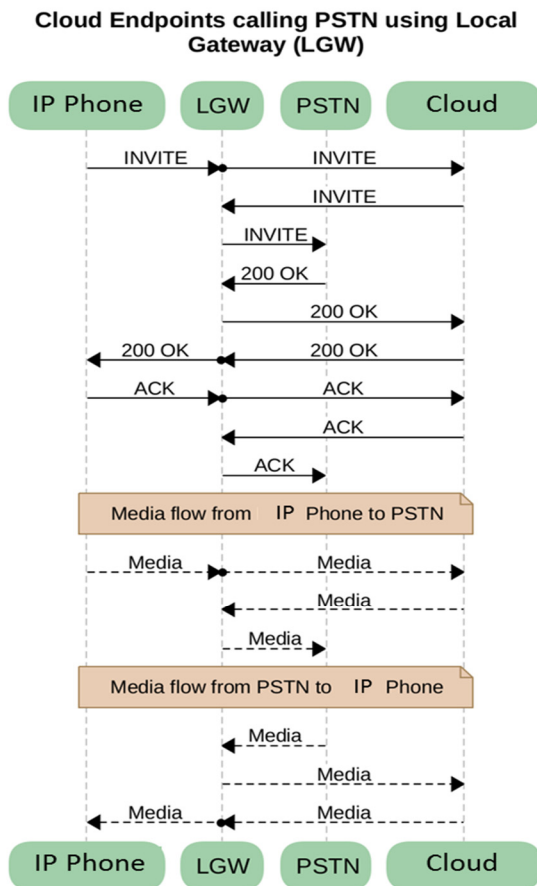 Cloud Endpoints calling PSTN using Local
Gateway (LGW)
IP Phone LGW PSTN Cloud
INVITE INVITE
INVITE
INVITE
200 OK
200 OK
200 OK 200 OK
ACK ACK
ACK
ACK
Media flow from IP Phone to PSTN
Media Media
Media
Media
Media flow from PSTN to IP Phone
Media
Media
Media Media
IP Phone LGW PSTN Cloud